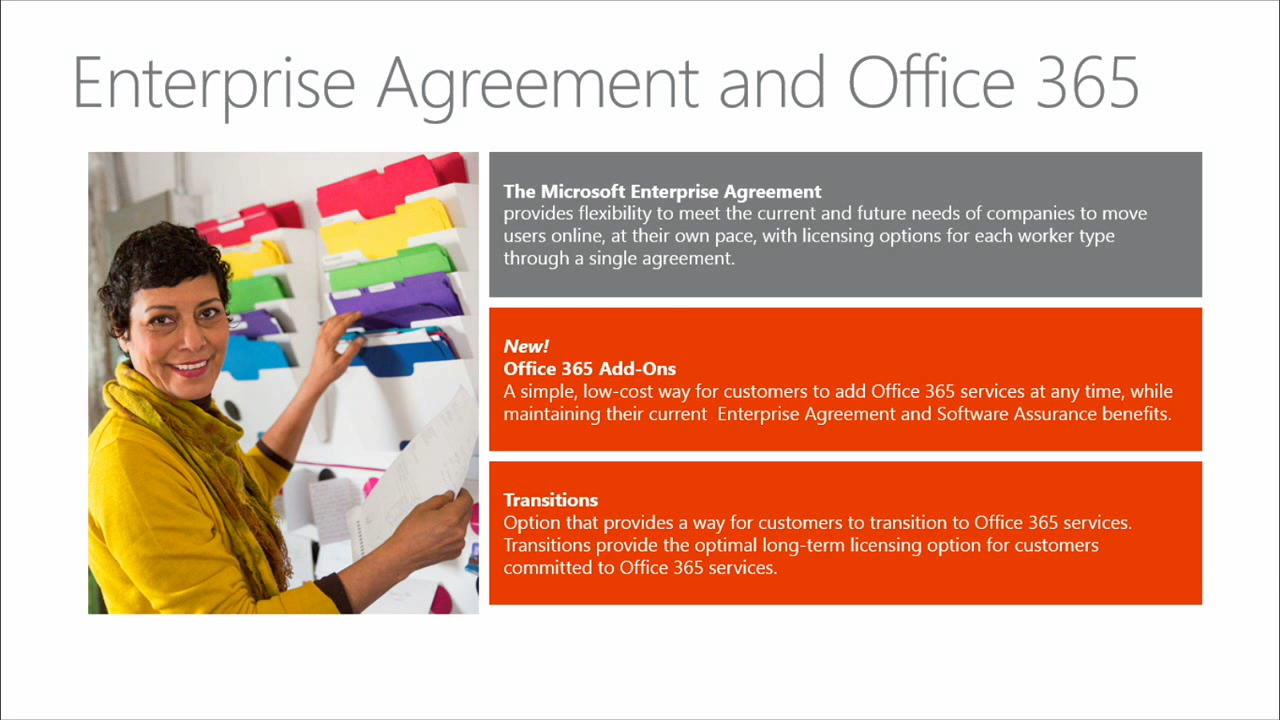 Enterprise Agreement and Office 365
The Microsoft Enterprise Agreement
provides flexibility to meet the current and future needs of companies to move
users online, at their own pace, with licensing options for each worker type
through a single agreement.
New!
Office 365 Add-Ons
A simple, low-cost way for customers to add Office 365 services at any time, while
maintaining their current  Enterprise Agreement and Software Assurance benefits.
Transitions
Option that provides a way for customers to transition to Office 365 services.
Transitions provide the optimal long-term licensing option for customers
committed to Office 365 services.